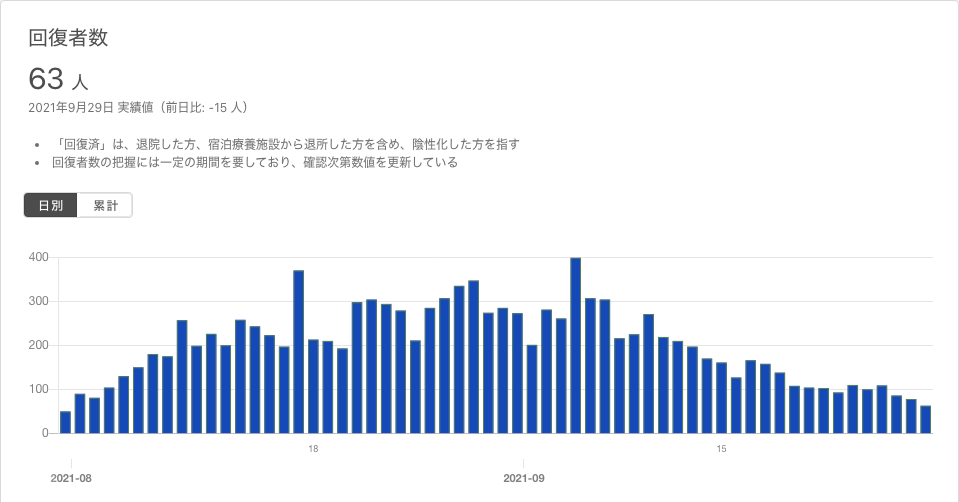 回復者数
63 人
2021年9月29日 実績値（前日比: -15 人）
• 「回復済」は、退院した方、宿泊療養施設から退所した方を含め、陰性化した方を指す
• 回復者数の把握には一定の期間を要しており、確認次第数値を更新している
日別 累計
400
300
200
100
0
18 15
2021-08 2021-09